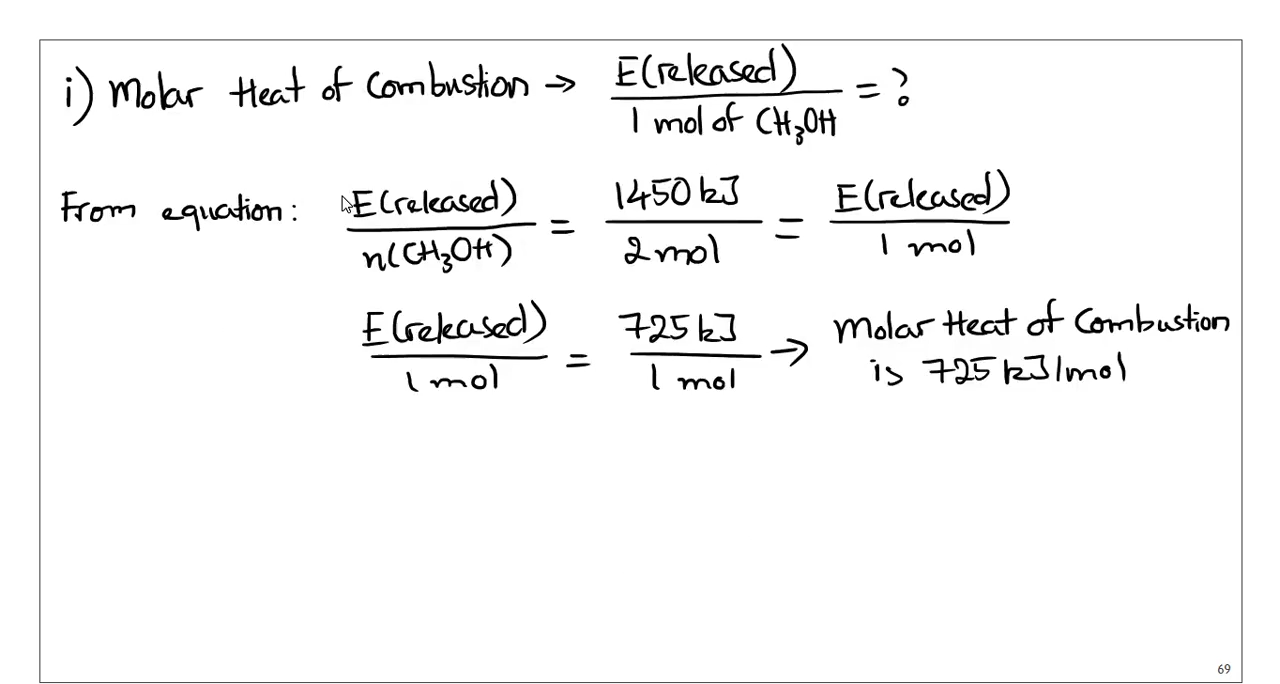 i) Molar Heat of Combustion → E(released) / 1 mol of CH₃OH = ?
From equation: E(released) / n(CH₃OH) = 1450 kJ / 2 mol = E(released) / 1 mol
E(released) / 1 mol = 725 kJ / 1 mol → Molar Heat of Combustion
is 725 kJ/mol
69